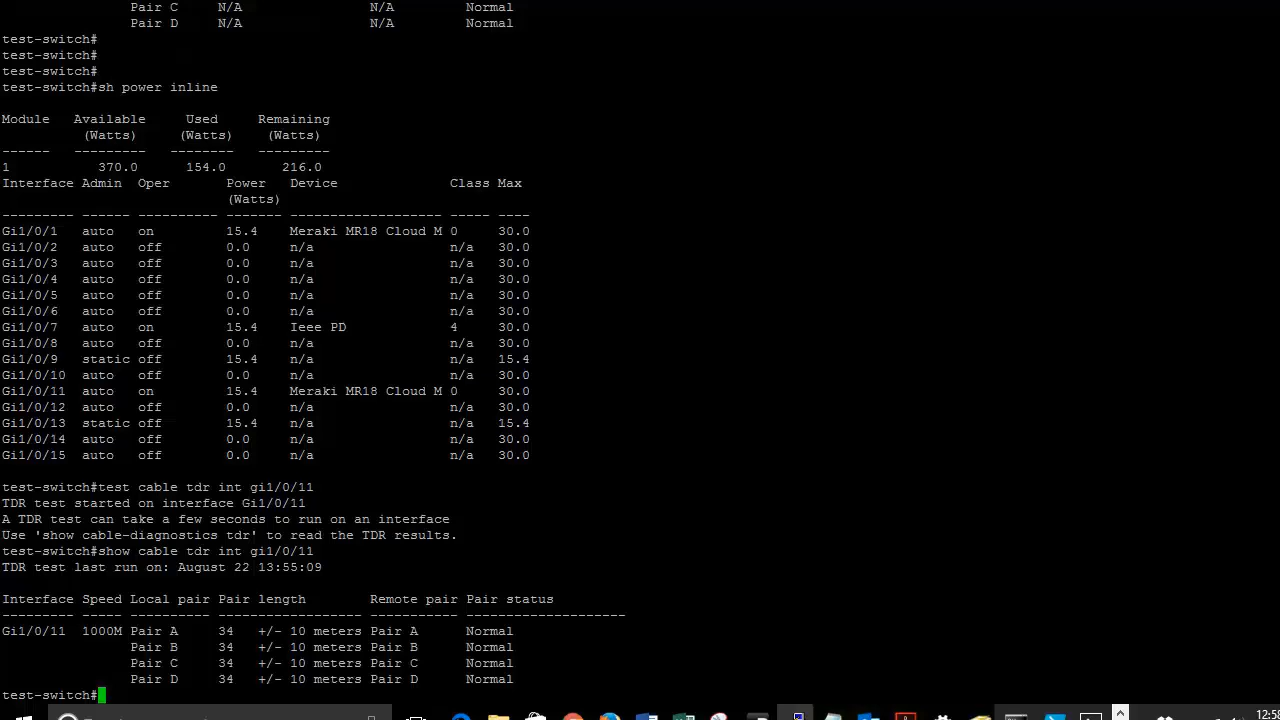 Pair C N/A N/A Normal
Pair D N/A N/A Normal
test-switch#
test-switch#
test-switch#
test-switch#sh power inline
Module Available Used Remaining
(Watts) (Watts) (Watts)
------ --------- -------- ---------
1 370.0 154.0 216.0
Interface Admin Oper Power Device Class Max
(Watts)
--------- ------ ---------- ------- ------------------- ----- ----
Gi1/0/1 auto on 15.4 Meraki MR18 Cloud M 0 30.0
Gi1/0/2 auto off 0.0 n/a n/a 30.0
Gi1/0/3 auto off 0.0 n/a n/a 30.0
Gi1/0/4 auto off 0.0 n/a n/a 30.0
Gi1/0/5 auto off 0.0 n/a n/a 30.0
Gi1/0/6 auto off 0.0 n/a n/a 30.0
Gi1/0/7 auto on 15.4 Ieee PD 4 30.0
Gi1/0/8 auto off 0.0 n/a n/a 30.0
Gi1/0/9 static off 15.4 n/a n/a 15.4
Gi1/0/10 auto off 0.0 n/a n/a 30.0
Gi1/0/11 auto on 15.4 Meraki MR18 Cloud M 0 30.0
Gi1/0/12 auto off 0.0 n/a n/a 30.0
Gi1/0/13 static off 15.4 n/a n/a 15.4
Gi1/0/14 auto off 0.0 n/a n/a 30.0
Gi1/0/15 auto off 0.0 n/a n/a 30.0
test-switch#test cable tdr int gi1/0/11
TDR test started on interface Gi1/0/11
A TDR test can take a few seconds to run on an interface
Use 'show cable-diagnostics tdr' to read the TDR results.
test-switch#show cable tdr int gi1/0/11
TDR test last run on: August 22 13:55:09
Interface Speed Local pair Pair length Remote pair Pair status
--------- ----- ---------- ------------------ ----------- --------------------
Gi1/0/11 1000M Pair A 34 +/- 10 meters Pair A Normal
Pair B 34 +/- 10 meters Pair B Normal
Pair C 34 +/- 10 meters Pair C Normal
Pair D 34 +/- 10 meters Pair D Normal
test-switch#